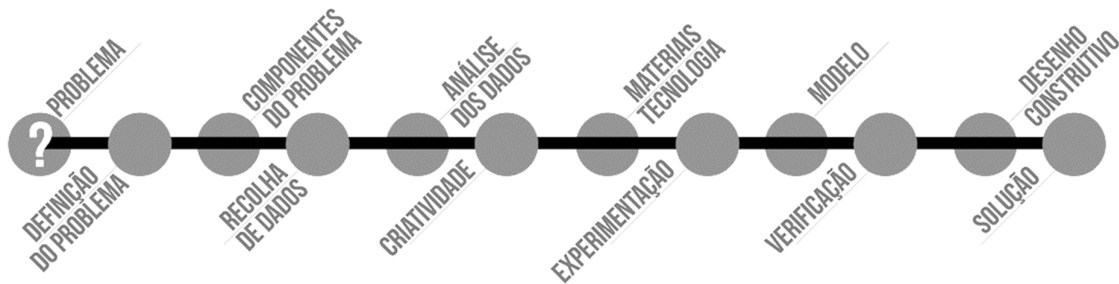 ?
PROBLEMA
DEFINIÇÃO
DO PROBLEMA
COMPONENTES
DO PROBLEMA
RECOLHA
DE DADOS
ANÁLISE
DOS DADOS
CRIATIVIDADE
MATERIAIS
TECNOLOGIA
EXPERIMENTAÇÃO
MODELO
VERIFICAÇÃO
DESENHO
CONSTRUTIVO
SOLUÇÃO